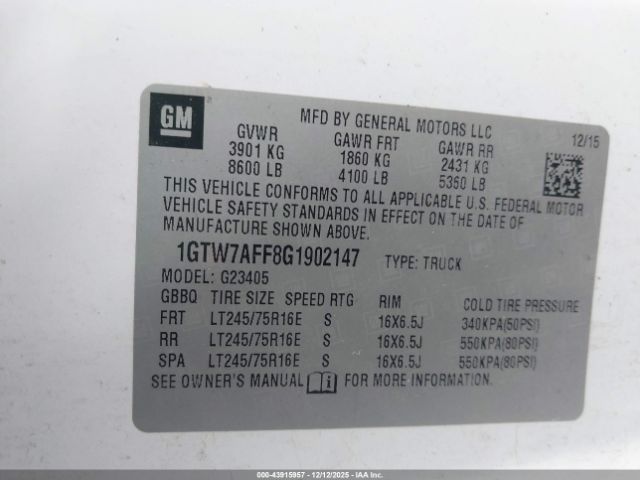 GM
MFD BY GENERAL MOTORS LLC
12/15
GVWR GAWR FRT GAWR RR
3901 KG 1860 KG 2431 KG
8600 LB 4100 LB 5360 LB
THIS VEHICLE CONFORMS TO ALL APPLICABLE U.S. FEDERAL MOTOR
VEHICLE SAFETY STANDARDS IN EFFECT ON THE DATE OF
MANUFACTURE SHOWN ABOVE.
1GTW7AFF8G1902147 TYPE: TRUCK
MODEL: G23405
GBBQ TIRE SIZE SPEED RTG RIM COLD TIRE PRESSURE
FRT LT245/75R16E S 16X6.5J 340KPA(50PSI)
RR LT245/75R16E S 16X6.5J 550KPA(80PSI)
SPA LT245/75R16E S 16X6.5J 550KPA(80PSI)
SEE OWNER'S MANUAL FOR MORE INFORMATION.
000-43915957 - 12/12/2025 - IAA Inc.